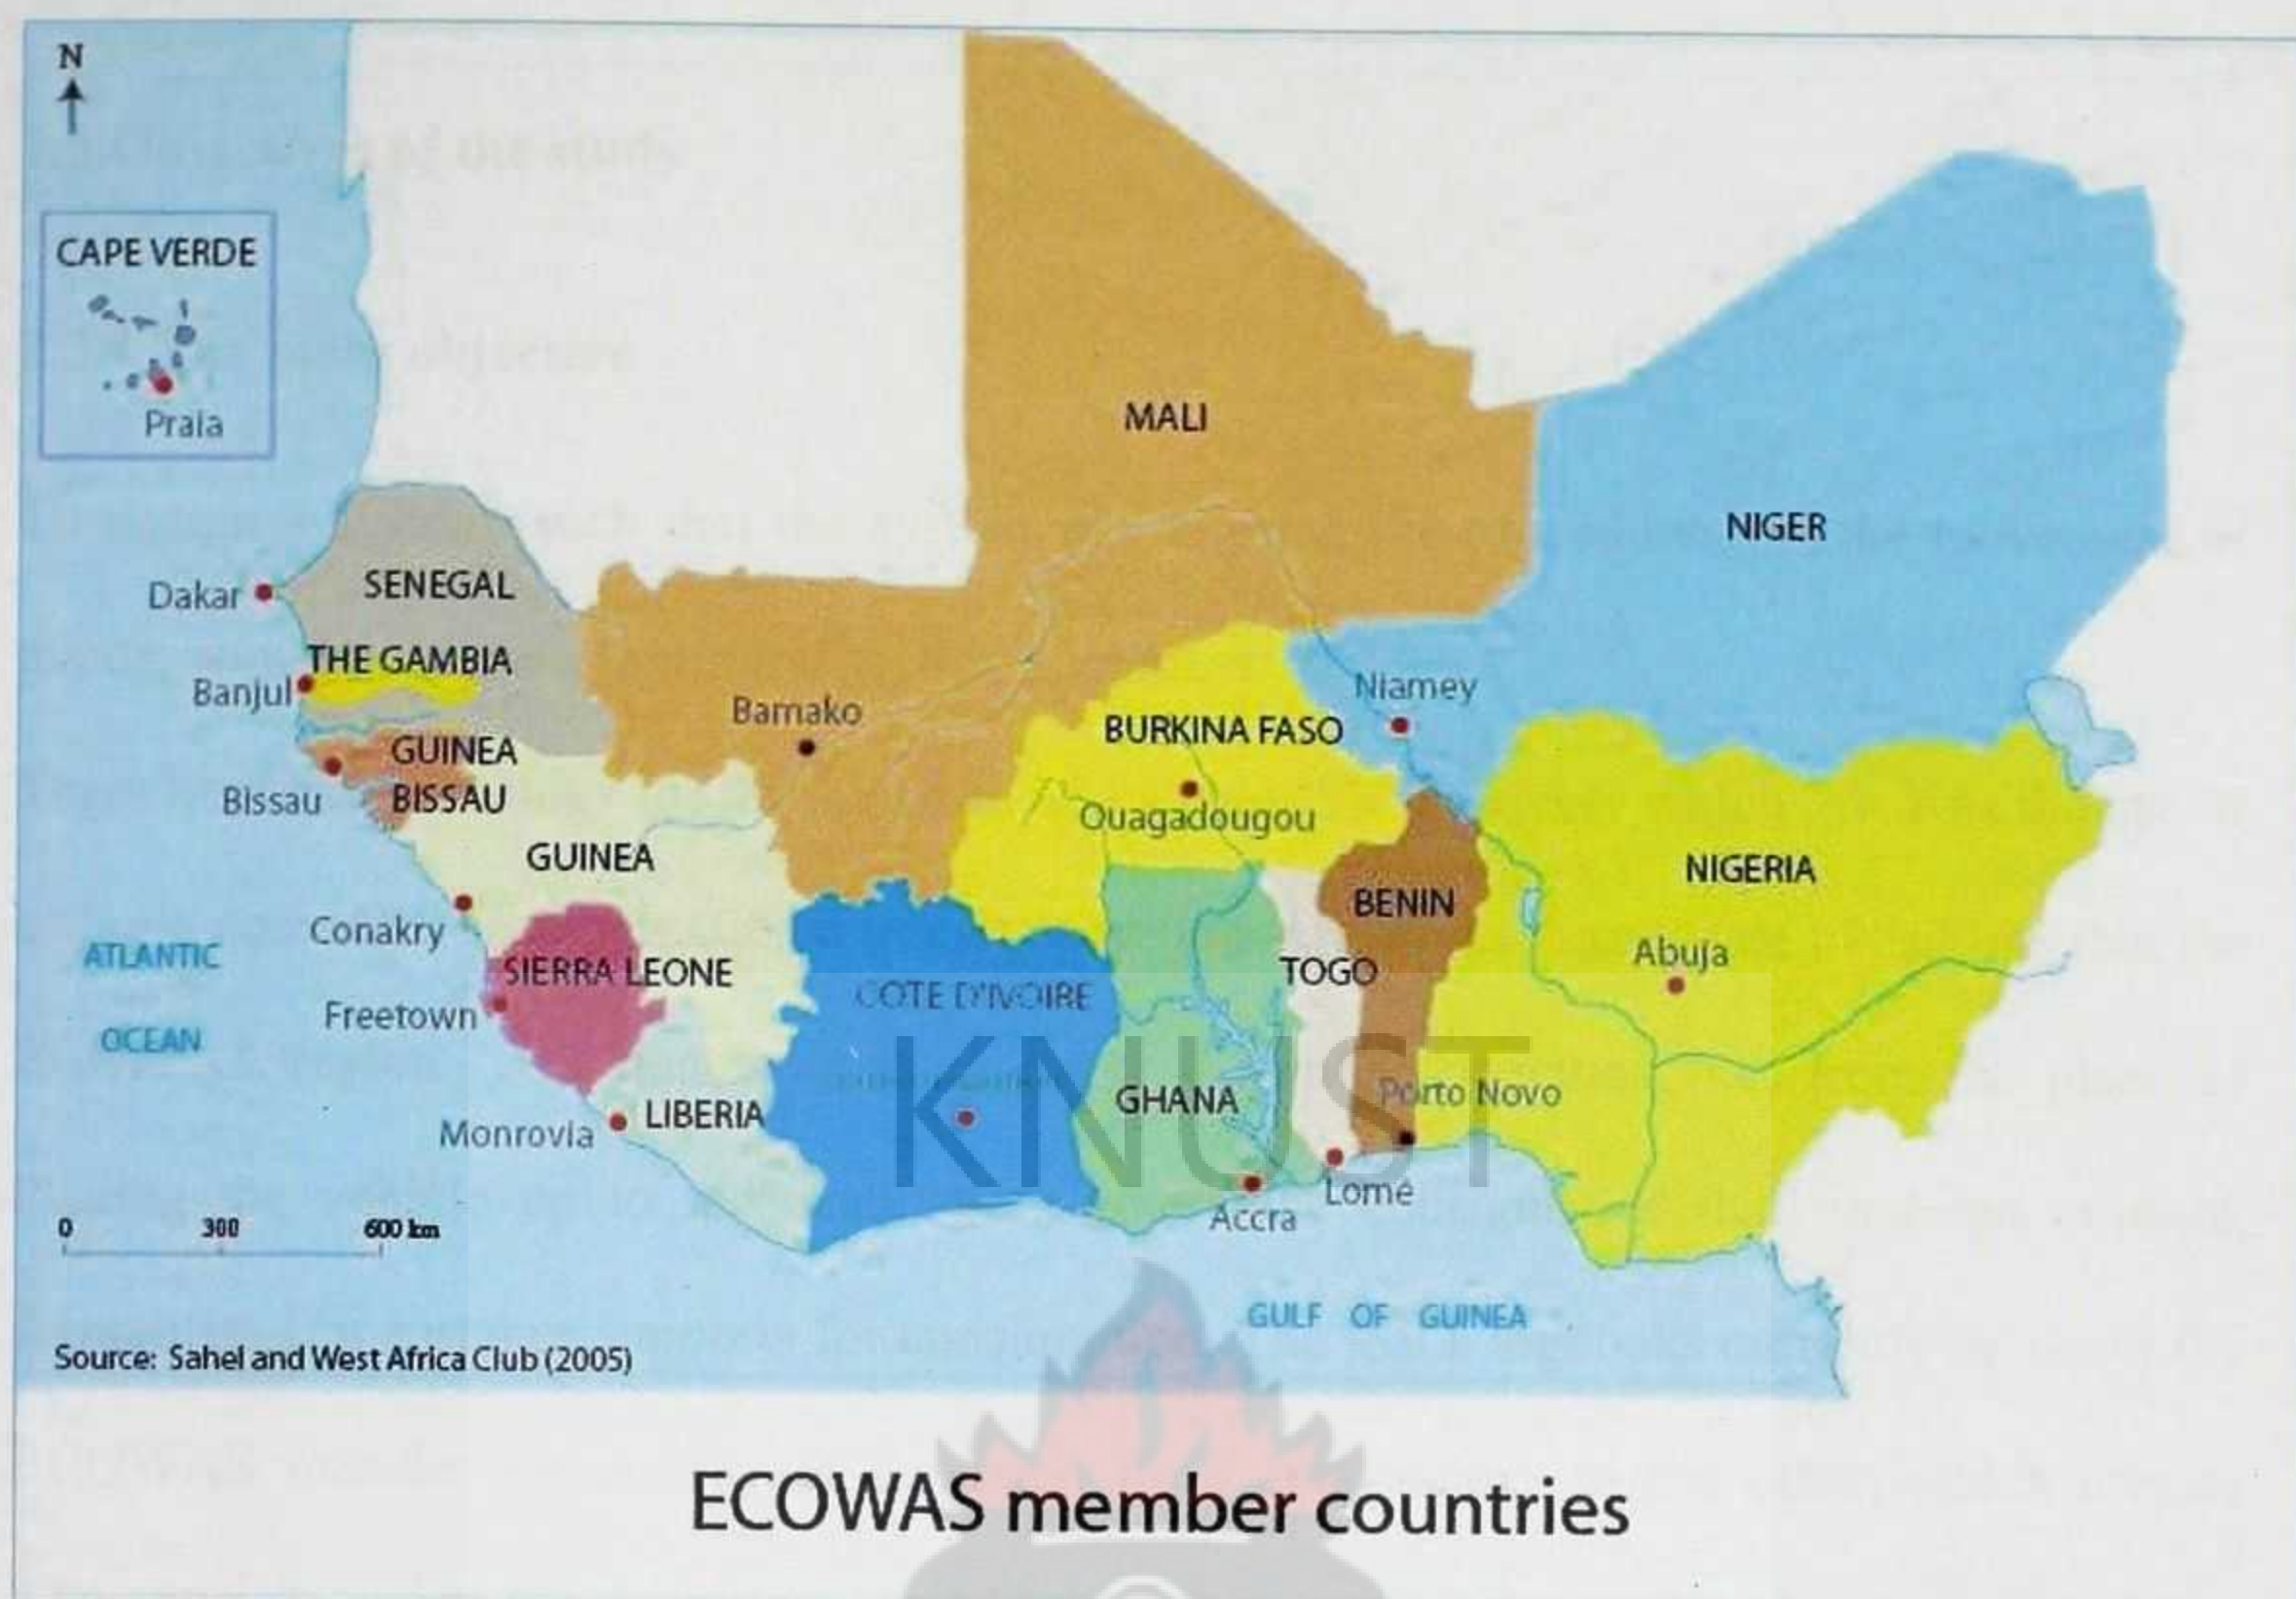 N
CAPE VERDE
Praia
MALI
NIGER
Dakar
SENEGAL
THE GAMBIA
Banjul
Bamako
Niamey
BURKINA FASO
Ouagadougou
GUINEA
BISSAU
Bissau
GUINEA
NIGERIA
BENIN
Conakry
ATLANTIC
OCEAN
SIERRA LEONE
TOGO
Abuja
COTE D'IVOIRE
Freetown
KNUST
GHANA
Porto Novo
LIBERIA
Monrovia
Lomé
Accra
0 300 600 km
GULF OF GUINEA
Source: Sahel and West Africa Club (2005)
ECOWAS member countries